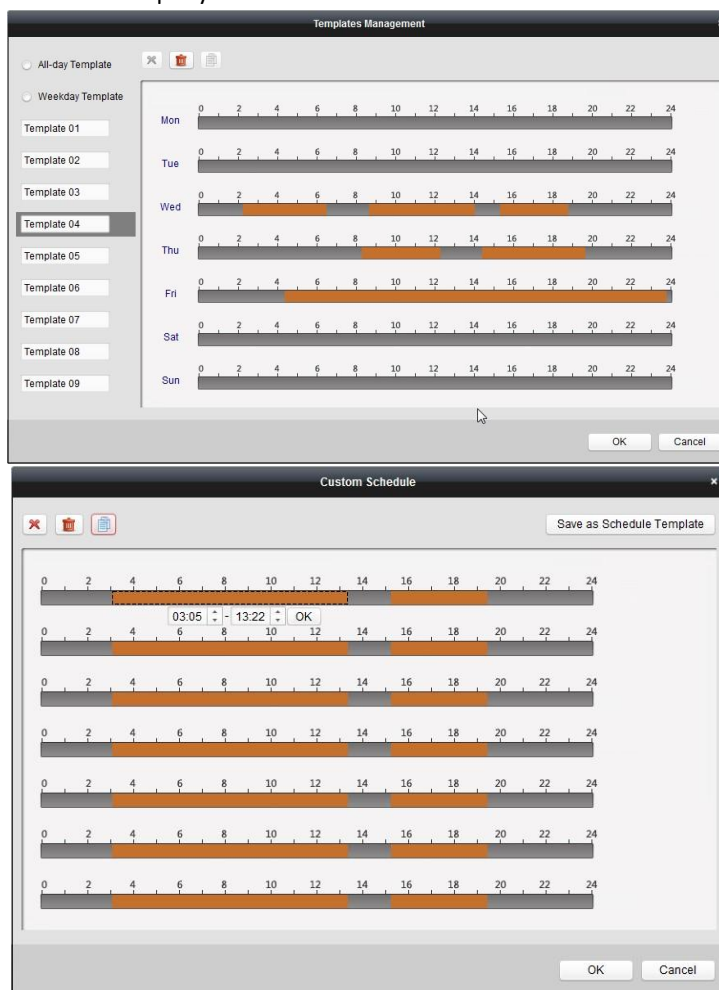 Templates Management
All-day Template
Weekday Template
Template 01
Template 02
Template 03
Template 04
Template 05
Template 06
Template 07
Template 08
Template 09
0 2 4 6 8 10 12 14 16 18 20 22 24
Mon
0 2 4 6 8 10 12 14 16 18 20 22 24
Tue
0 2 4 6 8 10 12 14 16 18 20 22 24
Wed
0 2 4 6 8 10 12 14 16 18 20 22 24
Thu
0 2 4 6 8 10 12 14 16 18 20 22 24
Fri
0 2 4 6 8 10 12 14 16 18 20 22 24
Sat
0 2 4 6 8 10 12 14 16 18 20 22 24
Sun
OK Cancel
Custom Schedule
Save as Schedule Template
0 2 4 6 8 10 12 14 16 18 20 22 24
03:05 - 13:22 OK
0 2 4 6 8 10 12 14 16 18 20 22 24
0 2 4 6 8 10 12 14 16 18 20 22 24
0 2 4 6 8 10 12 14 16 18 20 22 24
0 2 4 6 8 10 12 14 16 18 20 22 24
0 2 4 6 8 10 12 14 16 18 20 22 24
0 2 4 6 8 10 12 14 16 18 20 22 24
OK Cancel